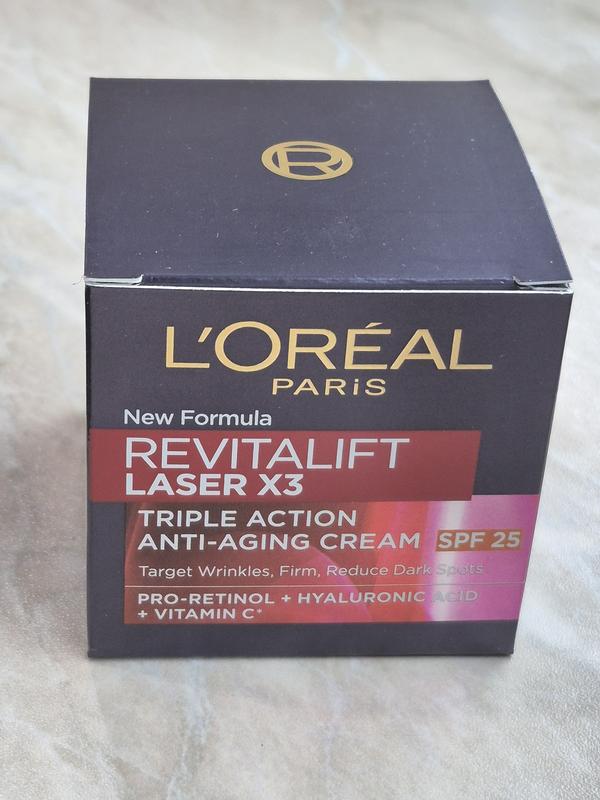 L'ORÉAL
PARiS
New Formula
REVITALIFT
LASER X3
TRIPLE ACTION
ANTI-AGING CREAM SPF 25
Target Wrinkles, Firm, Reduce Dark Spots
PRO-RETINOL + HYALURONIC ACID
+ VITAMIN C*